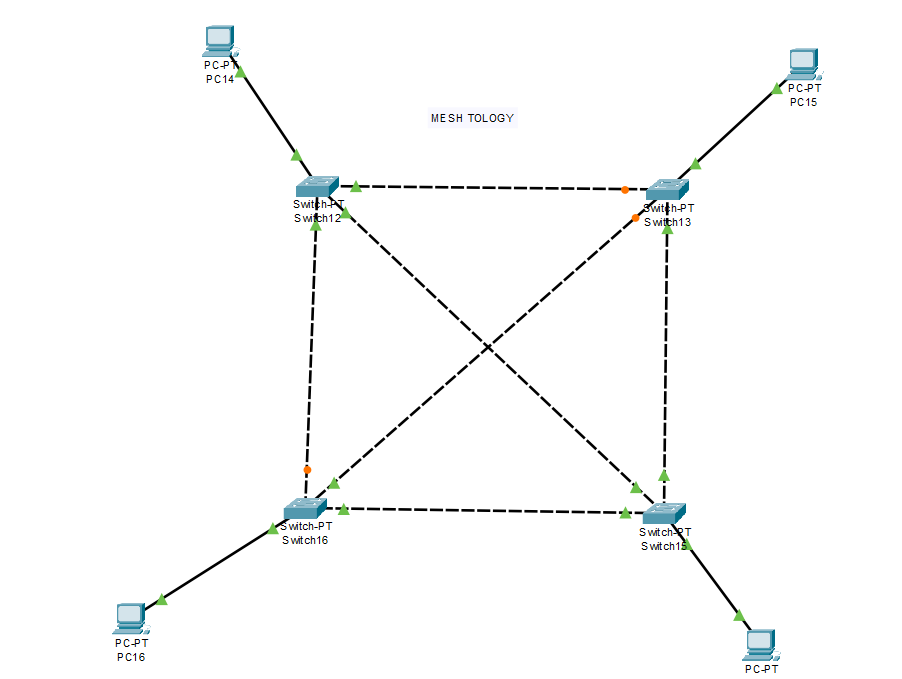 PC-PT
PC14
PC-PT
PC15
MESH TOLOGY
Switch-PT
Switch12
Switch-PT
Switch13
Switch-PT
Switch16
Switch-PT
Switch15
PC-PT
PC16
PC-PT